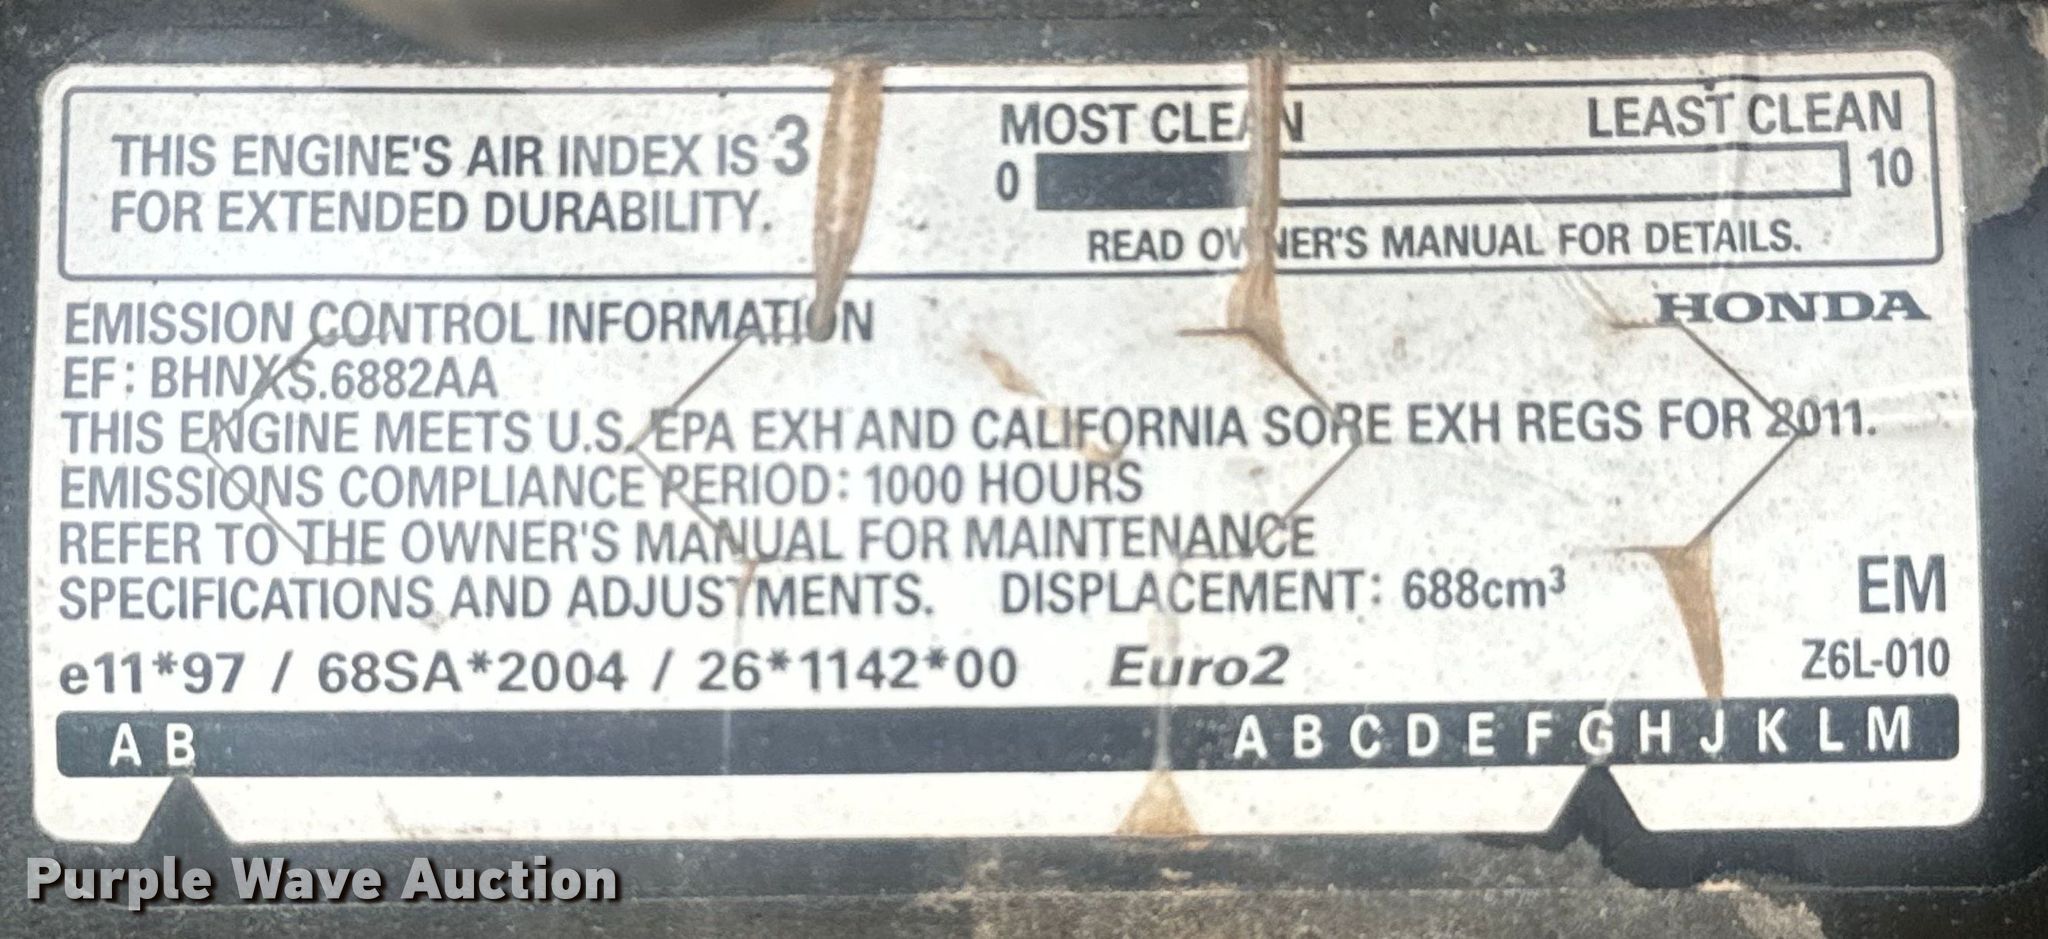 THIS ENGINE'S AIR INDEX IS 3
FOR EXTENDED DURABILITY.
MOST CLEAN LEAST CLEAN
0 10
READ OWNER'S MANUAL FOR DETAILS.
EMISSION CONTROL INFORMATION
HONDA
EF: BHNXS.6882AA
THIS ENGINE MEETS U.S. EPA EXH AND CALIFORNIA SORE EXH REGS FOR 2011.
EMISSIONS COMPLIANCE PERIOD: 1000 HOURS
REFER TO THE OWNER'S MANUAL FOR MAINTENANCE
SPECIFICATIONS AND ADJUSTMENTS. DISPLACEMENT: 688cm³
EM
e11*97 / 68SA*2004 / 26*1142*00 Euro2
Z6L-010
A B A B C D E F G H J K L M
Purple Wave Auction